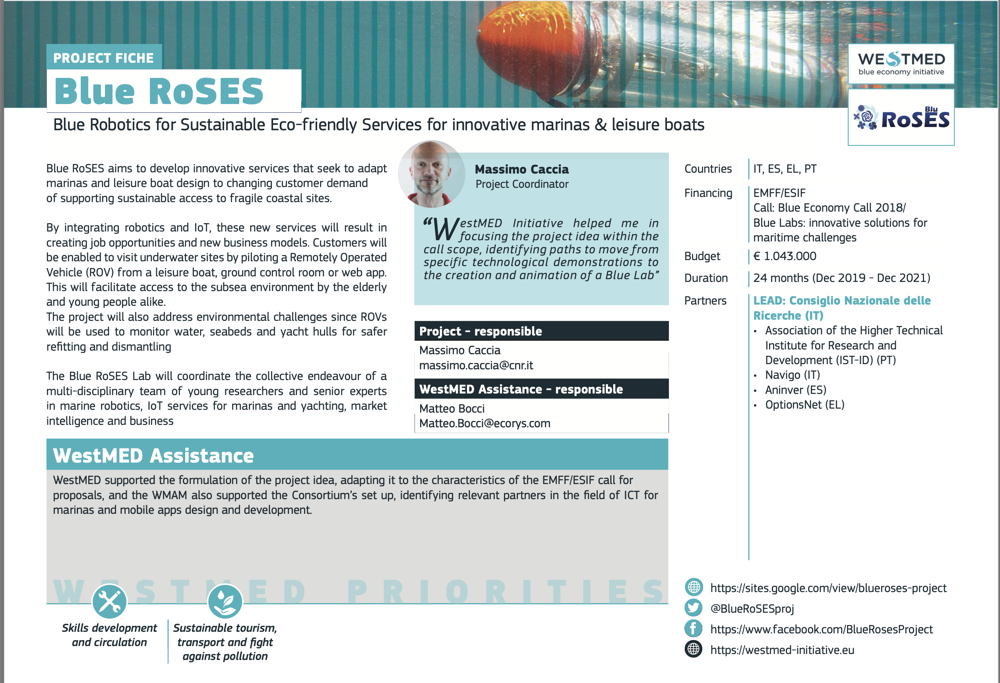 PROJECT FICHE
Blue RoSES
Blue Robotics for Sustainable Eco-friendly Services for innovative marinas & leisure boats
WESTMED
blue economy initiative
Blu
RoSES
Blue RoSES aims to develop innovative services that seek to adapt
marinas and leisure boat design to changing customer demand
of supporting sustainable access to fragile coastal sites.
By integrating robotics and IoT, these new services will result in
creating job opportunities and new business models. Customers will
be enabled to visit underwater sites by piloting a Remotely Operated
Vehicle (ROV) from a leisure boat, ground control room or web app.
This will facilitate access to the subsea environment by the elderly
and young people alike.
The project will also address environmental challenges since ROVs
will be used to monitor water, seabeds and yacht hulls for safer
refitting and dismantling
The Blue RoSES Lab will coordinate the collective endeavour of a
multi-disciplinary team of young researchers and senior experts
in marine robotics, IoT services for marinas and yachting, market
intelligence and business
Massimo Caccia
Project Coordinator
“WestMED Initiative helped me in
focusing the project idea within the
call scope, identifying paths to move from
specific technological demonstrations to
the creation and animation of a Blue Lab”
Project - responsible
Massimo Caccia
massimo.caccia@cnr.it
WestMED Assistance - responsible
Matteo Bocci
Matteo.Bocci@ecorys.com
Countries IT, ES, EL, PT
Financing EMFF/ESIF
Call: Blue Economy Call 2018/
Blue Labs: innovative solutions for
maritime challenges
Budget € 1.043.000
Duration 24 months (Dec 2019 - Dec 2021)
Partners LEAD: Consiglio Nazionale delle
Ricerche (IT)
• Association of the Higher Technical
Institute for Research and
Development (IST-ID) (PT)
• Navigo (IT)
• Aninver (ES)
• OptionsNet (EL)
WestMED Assistance
WestMED supported the formulation of the project idea, adapting it to the characteristics of the EMFF/ESIF call for
proposals, and the WMAM also supported the Consortium’s set up, identifying relevant partners in the field of ICT for
marinas and mobile apps design and development.
WESTMED PRIORITIES
Skills development
and circulation
Sustainable tourism,
transport and fight
against pollution
https://sites.google.com/view/blueroses-project
@BlueRoSESproj
https://www.facebook.com/BlueRosesProject
https://westmed-initiative.eu